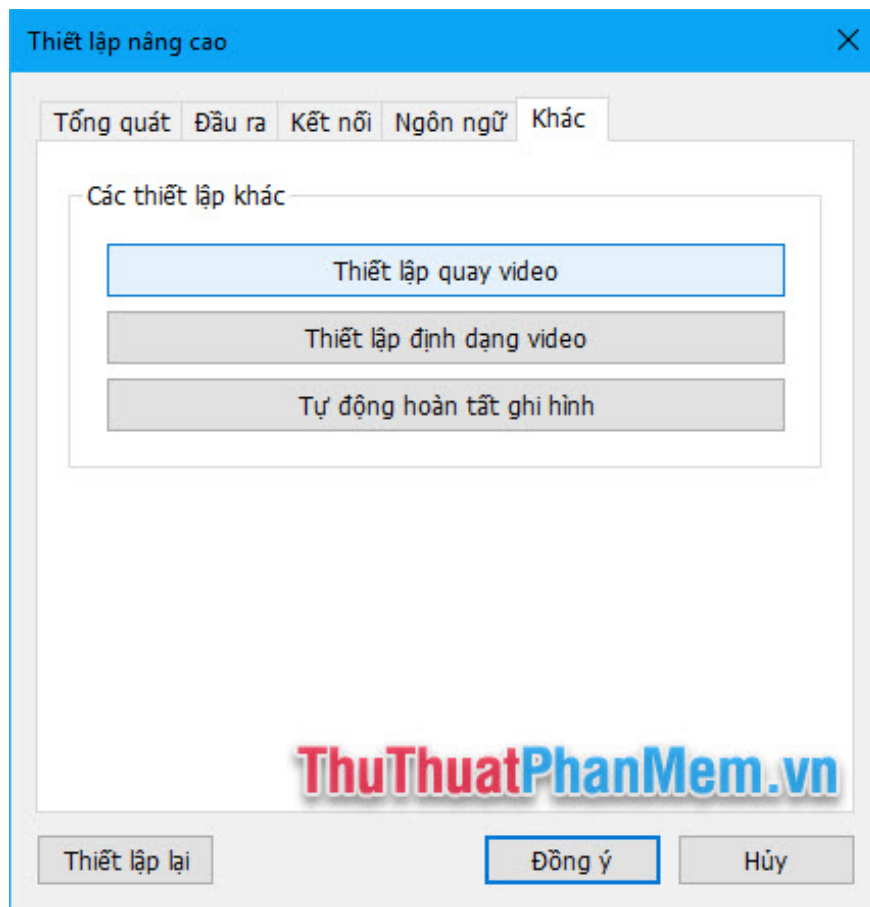 Thiết lập nâng cao
Tổng quát Đầu ra Kết nối Ngôn ngữ Khác
Các thiết lập khác
Thiết lập quay video
Thiết lập định dạng video
Tự động hoàn tất ghi hình
ThuThuatPhanMem.vn
Thiết lập lại Đồng ý Hủy